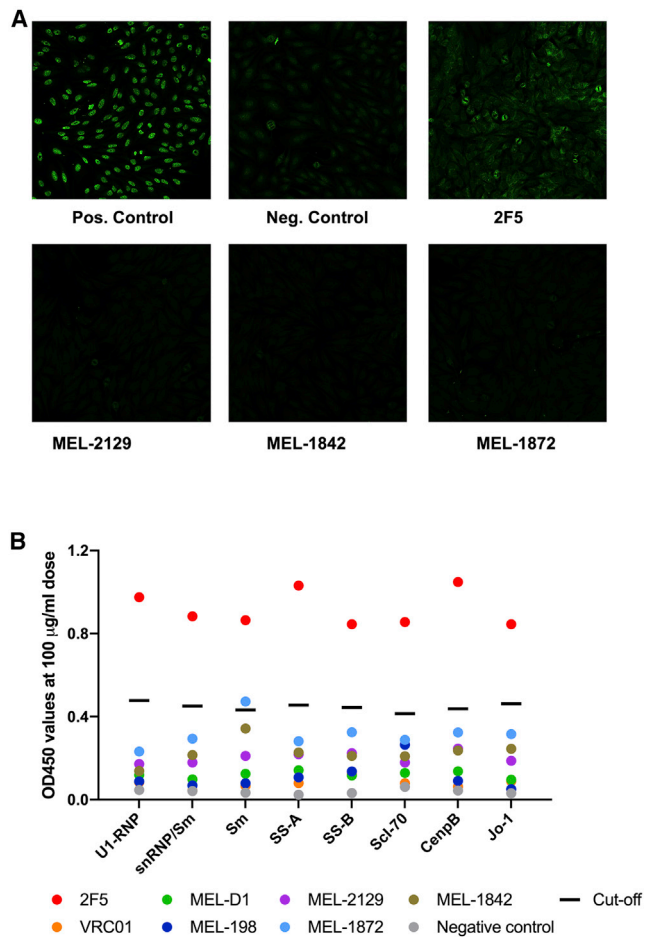 A
Pos. Control Neg. Control 2F5
MEL-2129 MEL-1842 MEL-1872
B
OD450 values at 100 μg/ml dose
1.2
0.8
0.4
0.0
U1-RNP snRNP/Sm Sm SS-A SS-B Scl-70 CenpB Jo-1
2F5 MEL-D1 MEL-2129 MEL-1842 Cut-off
VRC01 MEL-198 MEL-1872 Negative control